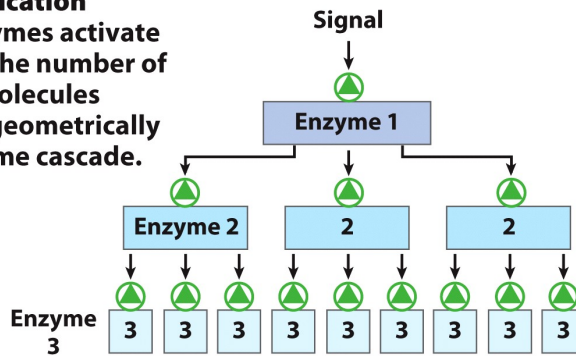 ication
ymes activate
he number of
olecules
geometrically
me cascade.
Signal
Enzyme 1
Enzyme 2
2
2
Enzyme
3
3
3
3
3
3
3
3
3
3